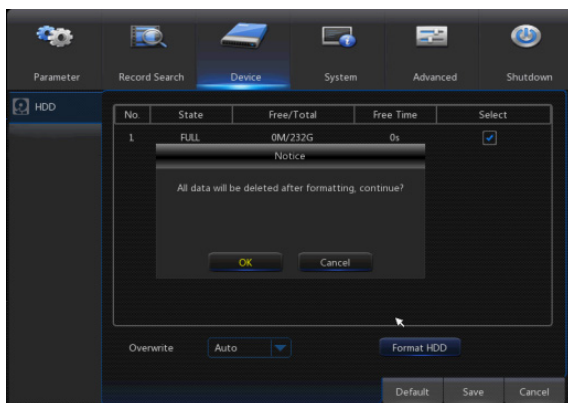 Parameter Record Search Device System Advanced Shutdown
HDD
No. State Free/Total Free Time Select
1 FULL 0M/232G 0s
Notice
All data will be deleted after formatting, continue?
OK Cancel
Overwrite Auto Format HDD
Default Save Cancel